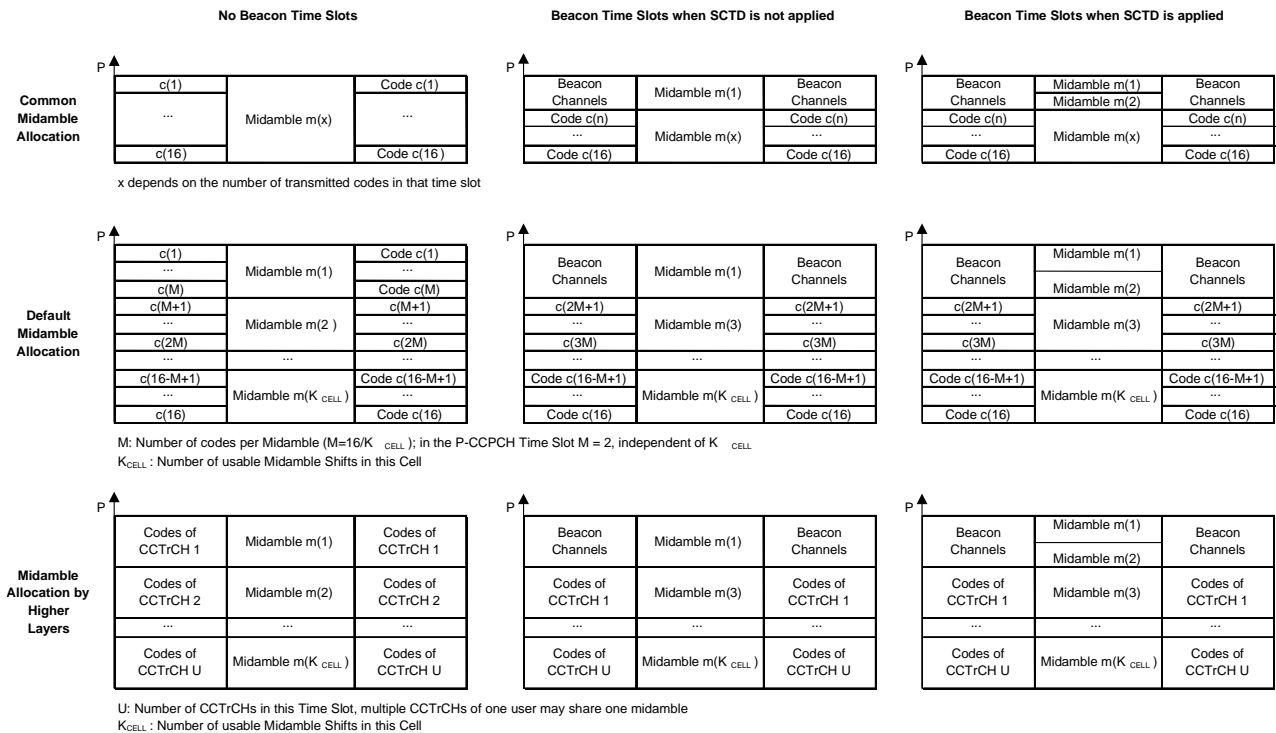 No Beacon Time Slots
Beacon Time Slots when SCTD is not applied
Beacon Time Slots when SCTD is applied
Common
Midamble
Allocation
P
c(1)
...
c(16)
Midamble m(x)
Code c(1)
...
Code c(16)
P
Beacon
Channels
Code c(n)
...
Code c(16)
Midamble m(1)
Midamble m(x)
Beacon
Channels
Code c(n)
...
Code c(16)
P
Beacon
Channels
Code c(n)
...
Code c(16)
Midamble m(1)
Midamble m(2)
Midamble m(x)
Beacon
Channels
Code c(n)
...
Code c(16)
x depends on the number of transmitted codes in that time slot
Default
Midamble
Allocation
P
c(1)
...
c(M)
c(M+1)
...
c(2M)
...
c(16-M+1)
...
c(16)
Midamble m(1)
Midamble m(2 )
...
Midamble m(K CELL )
Code c(1)
...
Code c(M)
c(M+1)
...
c(2M)
...
Code c(16-M+1)
...
Code c(16)
P
Beacon
Channels
c(2M+1)
...
c(3M)
...
Code c(16-M+1)
...
Code c(16)
Midamble m(1)
Midamble m(3)
...
Midamble m(K CELL )
Beacon
Channels
c(2M+1)
...
c(3M)
...
Code c(16-M+1)
...
Code c(16)
P
Beacon
Channels
c(2M+1)
...
c(3M)
...
Code c(16-M+1)
...
Code c(16)
Midamble m(1)
Midamble m(2)
Midamble m(3)
...
Midamble m(K CELL )
Beacon
Channels
c(2M+1)
...
c(3M)
...
Code c(16-M+1)
...
Code c(16)
M: Number of codes per Midamble (M=16/K CELL ); in the P-CCPCH Time Slot M = 2, independent of K CELL
KCELL : Number of usable Midamble Shifts in this Cell
Midamble
Allocation by
Higher
Layers
P
Codes of
CCTrCH 1
Codes of
CCTrCH 2
...
Codes of
CCTrCH U
Midamble m(1)
Midamble m(2)
...
Midamble m(K CELL )
Codes of
CCTrCH 1
Codes of
CCTrCH 2
...
Codes of
CCTrCH U
P
Beacon
Channels
Codes of
CCTrCH 1
...
Codes of
CCTrCH U
Midamble m(1)
Midamble m(3)
...
Midamble m(K CELL )
Beacon
Channels
Codes of
CCTrCH 1
...
Codes of
CCTrCH U
P
Beacon
Channels
Codes of
CCTrCH 1
...
Codes of
CCTrCH U
Midamble m(1)
Midamble m(2)
Midamble m(3)
...
Midamble m(K CELL )
Beacon
Channels
Codes of
CCTrCH 1
...
Codes of
CCTrCH U
U: Number of CCTrCHs in this Time Slot, multiple CCTrCHs of one user may share one midamble
KCELL : Number of usable Midamble Shifts in this Cell